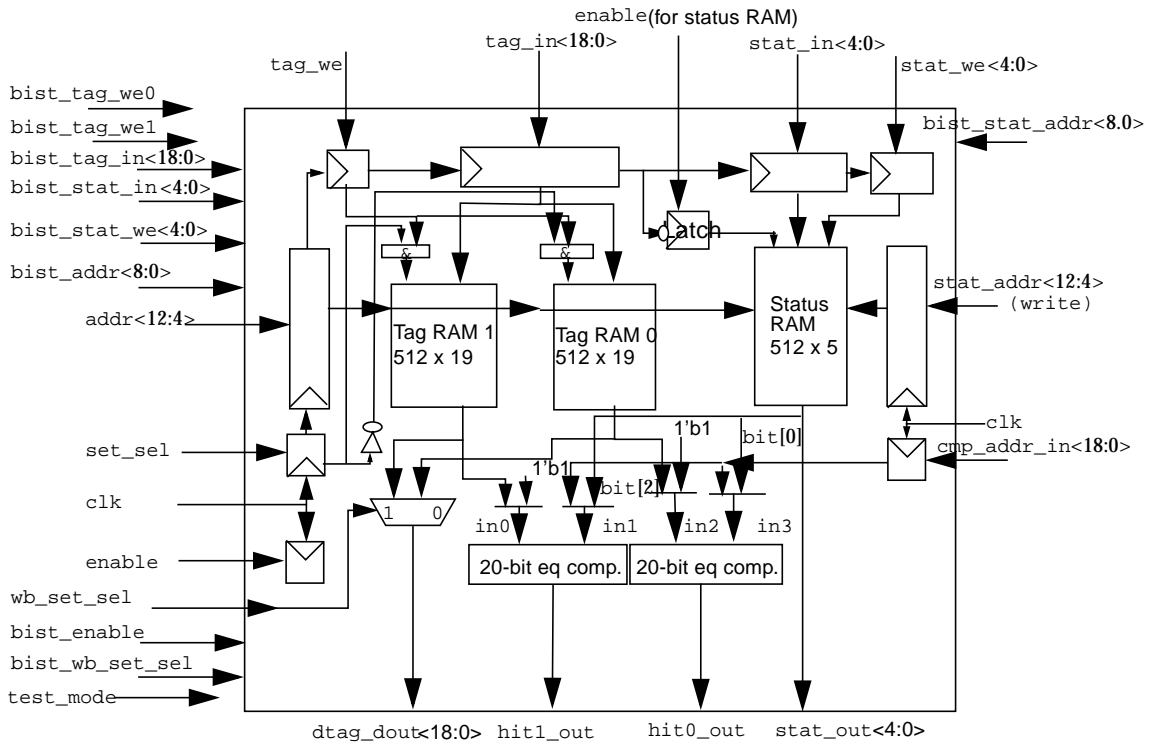 enable(for status RAM)
tag_in<18:0>
stat_in<4:0>
tag_we
stat_we<4:0>
bist_tag_we0
bist_tag_we1
bist_stat_addr<8.0>
bist_tag_in<18:0>
bist_stat_in<4:0>
bist_stat_we<4:0>
Latch
&
&
bist_addr<8:0>
stat_addr<12:4>
(write)
addr<12:4>
Tag RAM 1
512 x 19
Tag RAM 0
512 x 19
Status
RAM
512 x 5
clk
set_sel
1'b1
bit[0]
cmp_addr_in<18:0>
1'b1
bit[2]
clk
1 0
in0
in1
in2
in3
enable
20-bit eq comp.
20-bit eq comp.
wb_set_sel
bist_enable
bist_wb_set_sel
test_mode
dtag_dout<18:0>
hit1_out
hit0_out
stat_out<4:0>